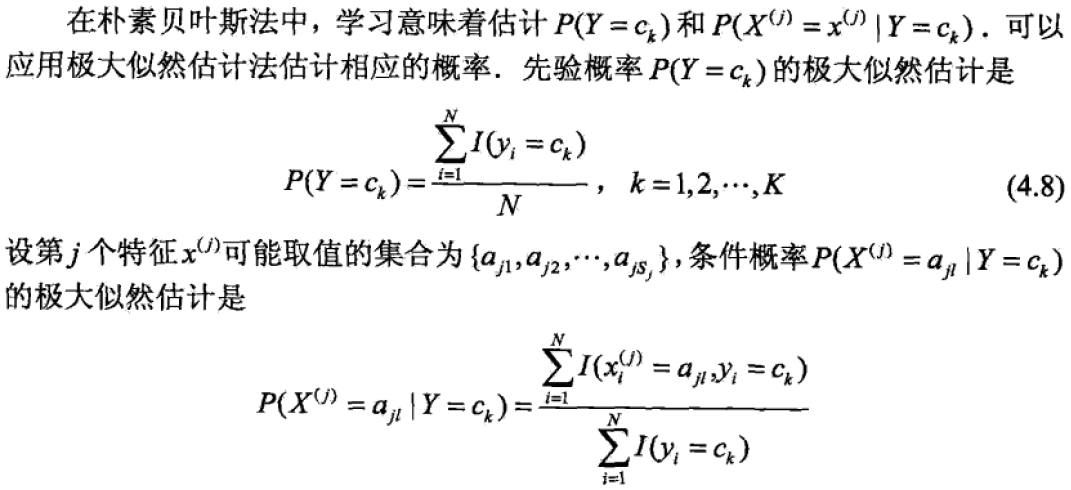 在朴素贝叶斯法中，学习意味着估计 P(Y = c_k) 和 P(X^{(j)} = x^{(j)} | Y = c_k)．可以
应用极大似然估计法估计相应的概率．先验概率 P(Y = c_k) 的极大似然估计是
P(Y = c_k) = \frac{\sum_{i=1}^{N} I(y_i = c_k)}{N}， k = 1,2,⋯,K (4.8)
设第 j 个特征 x^{(j)} 可能取值的集合为 {a_{j1},a_{j2},⋯,a_{jS_j}}，条件概率 P(X^{(j)} = a_{jl} | Y = c_k)
的极大似然估计是
P(X^{(j)} = a_{jl} | Y = c_k) = \frac{\sum_{i=1}^{N} I(x_i^{(j)} = a_{jl}, y_i = c_k)}{\sum_{i=1}^{N} I(y_i = c_k)}